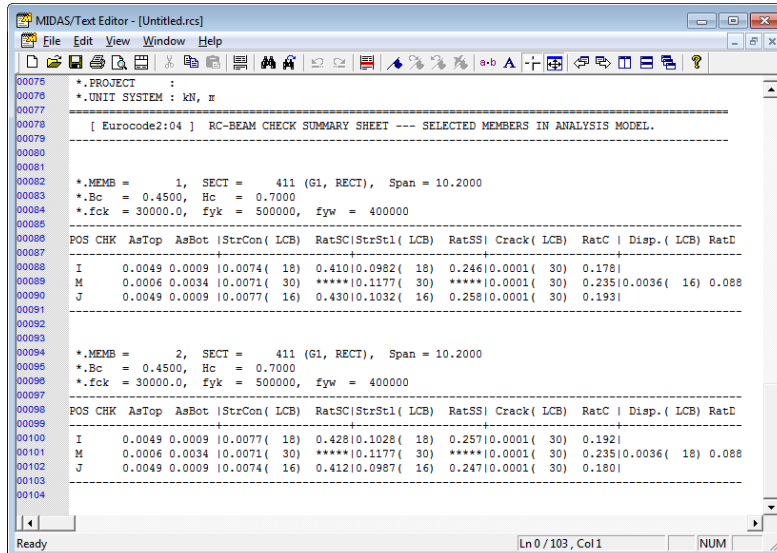 MIDAS/Text Editor - [Untitled.rcs]
File Edit View Window Help
a-b A
00075 *.PROJECT :
00076 *.UNIT SYSTEM : kN, m
00077 ==============================================================================
00078 [ Eurocode2:04 ] RC-BEAM CHECK SUMMARY SHEET --- SELECTED MEMBERS IN ANALYSIS MODEL.
00079 ------------------------------------------------------------------------------
00080
00081
00082 *.MEMB = 1, SECT = 411 (G1, RECT), Span = 10.2000
00083 *.Bc = 0.4500, Hc = 0.7000
00084 *.fck = 30000.0, fyk = 500000, fyw = 400000
00085 ------------------------------------------------------------------------------
00086 POS CHK AsTop AsBot |StrCon( LCB) RatSC|StrStl( LCB) RatSS| Crack( LCB) RatC | Disp.( LCB) RatD
00087 ---------------------+-------------------+-------------------+-------------------+------------------
00088 I 0.0049 0.0009 |0.0074( 18) 0.410|0.0982( 18) 0.246|0.0001( 30) 0.178|
00089 M 0.0006 0.0034 |0.0071( 30) *****|0.1177( 30) *****|0.0001( 30) 0.235|0.0036( 16) 0.088
00090 J 0.0049 0.0009 |0.0077( 16) 0.430|0.1032( 16) 0.258|0.0001( 30) 0.193|
00091 ------------------------------------------------------------------------------
00092
00093
00094 *.MEMB = 2, SECT = 411 (G1, RECT), Span = 10.2000
00095 *.Bc = 0.4500, Hc = 0.7000
00096 *.fck = 30000.0, fyk = 500000, fyw = 400000
00097 ------------------------------------------------------------------------------
00098 POS CHK AsTop AsBot |StrCon( LCB) RatSC|StrStl( LCB) RatSS| Crack( LCB) RatC | Disp.( LCB) RatD
00099 ---------------------+-------------------+-------------------+-------------------+------------------
00100 I 0.0049 0.0009 |0.0077( 18) 0.428|0.1028( 18) 0.257|0.0001( 30) 0.192|
00101 M 0.0006 0.0034 |0.0071( 30) *****|0.1177( 30) *****|0.0001( 30) 0.235|0.0036( 18) 0.088
00102 J 0.0049 0.0009 |0.0074( 16) 0.412|0.0987( 16) 0.247|0.0001( 30) 0.180|
00103 ------------------------------------------------------------------------------
00104
Ready Ln 0 / 103 , Col 1 NUM